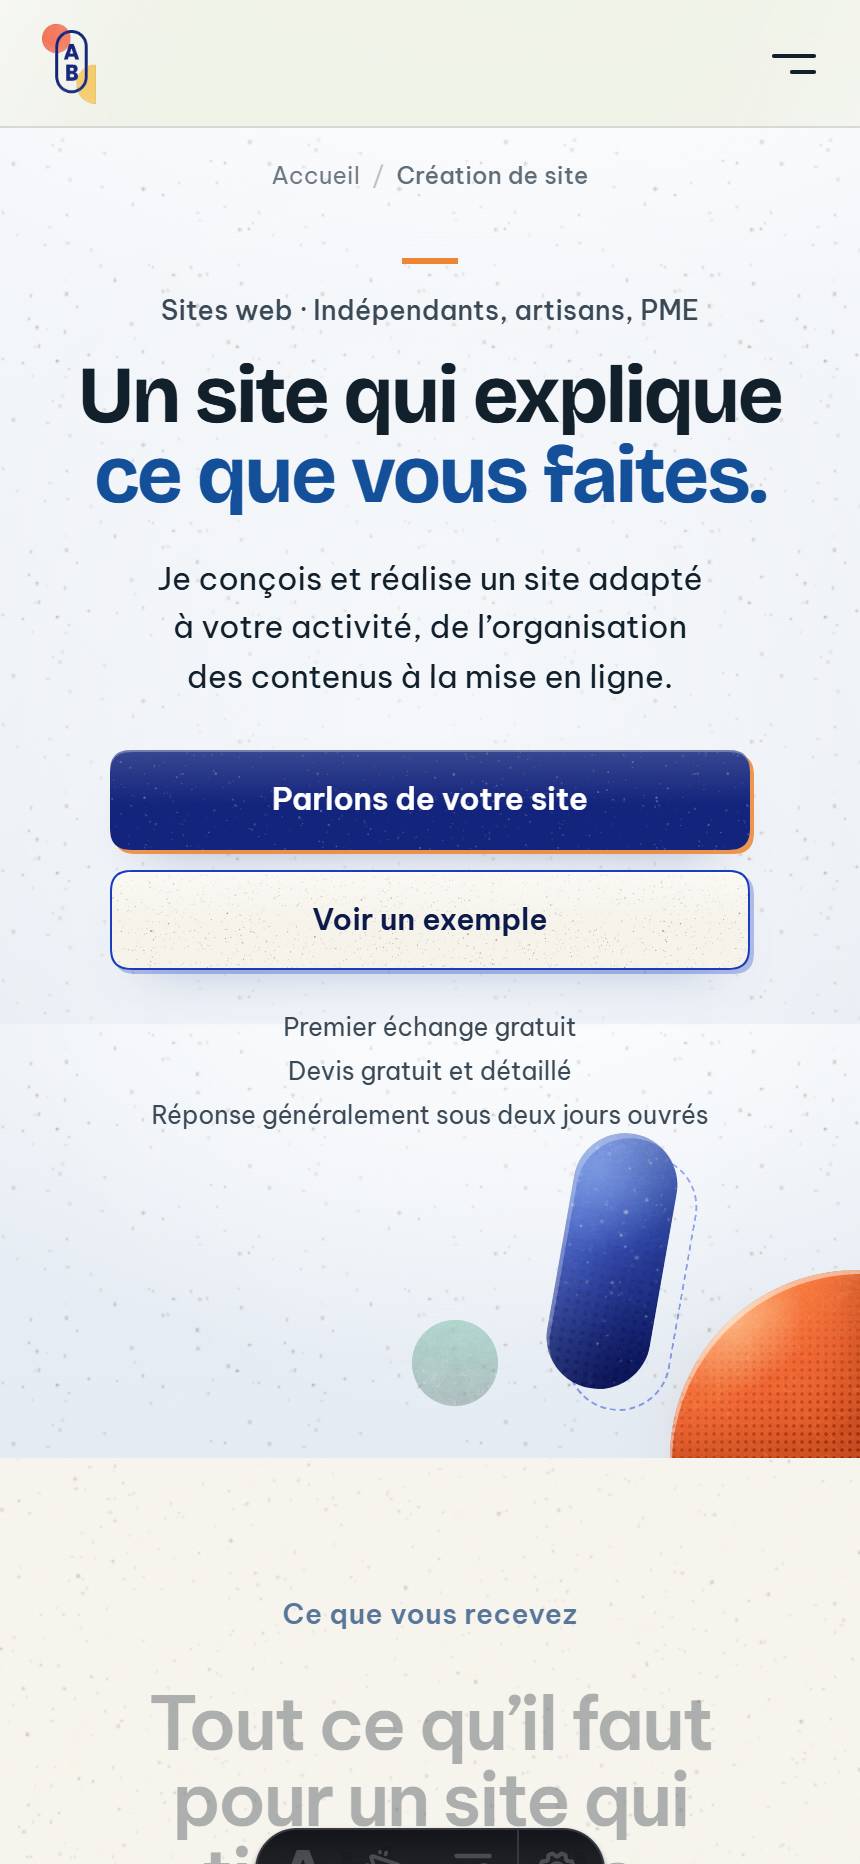 A
B
Accueil / Création de site
Sites web · Indépendants, artisans, PME
Un site qui explique
ce que vous faites.
Je conçois et réalise un site adapté
à votre activité, de l’organisation
des contenus à la mise en ligne.
Parlons de votre site
Voir un exemple
Premier échange gratuit
Devis gratuit et détaillé
Réponse généralement sous deux jours ouvrés
Ce que vous recevez
Tout ce qu’il faut
pour un site qui